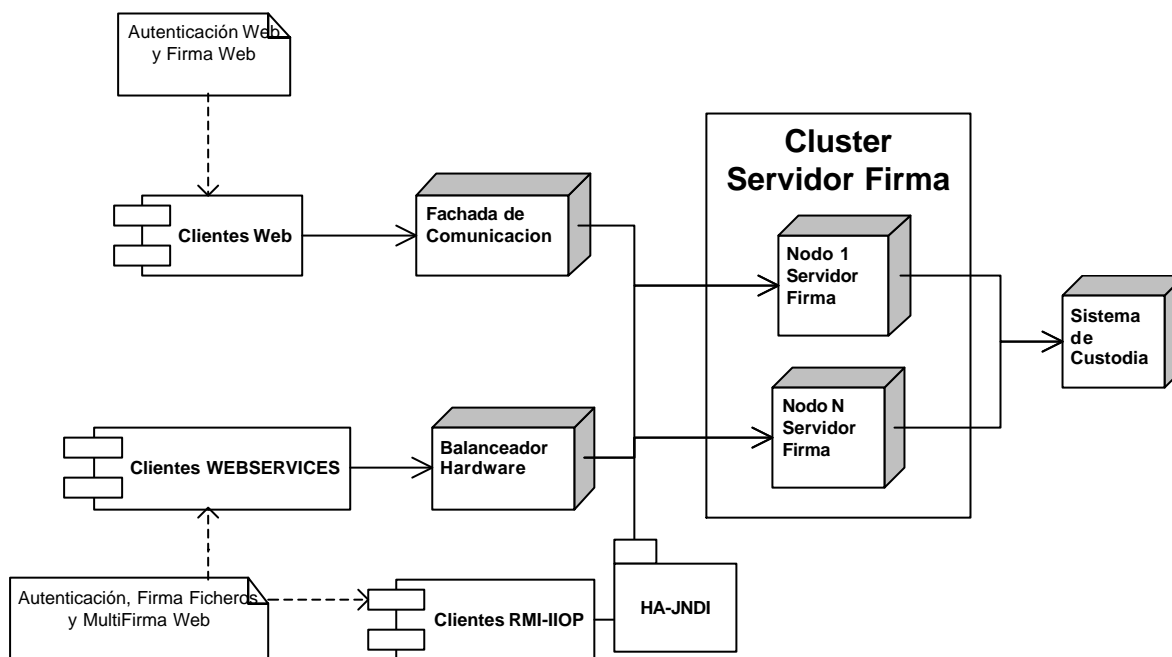 Autenticación Web
y Firma Web
Clientes Web
Fachada de
Comunicacion
Cluster
Servidor Firma
Nodo 1
Servidor
Firma
Sistema
de
Custodia
Nodo N
Servidor
Firma
Clientes WEBSERVICES
Balanceador
Hardware
Autenticación, Firma Ficheros
y MultiFirma Web
Clientes RMI-IIOP
HA-JNDI